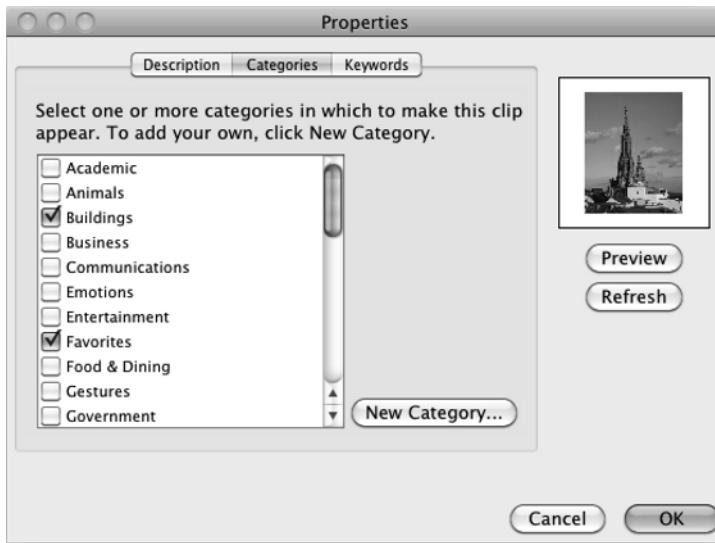 Properties
Description Categories Keywords
Select one or more categories in which to make this clip
appear. To add your own, click New Category.
Academic
Animals
Buildings
Business
Communications
Emotions
Entertainment
Favorites
Food & Dining
Gestures
Government
New Category...
Preview
Refresh
Cancel OK